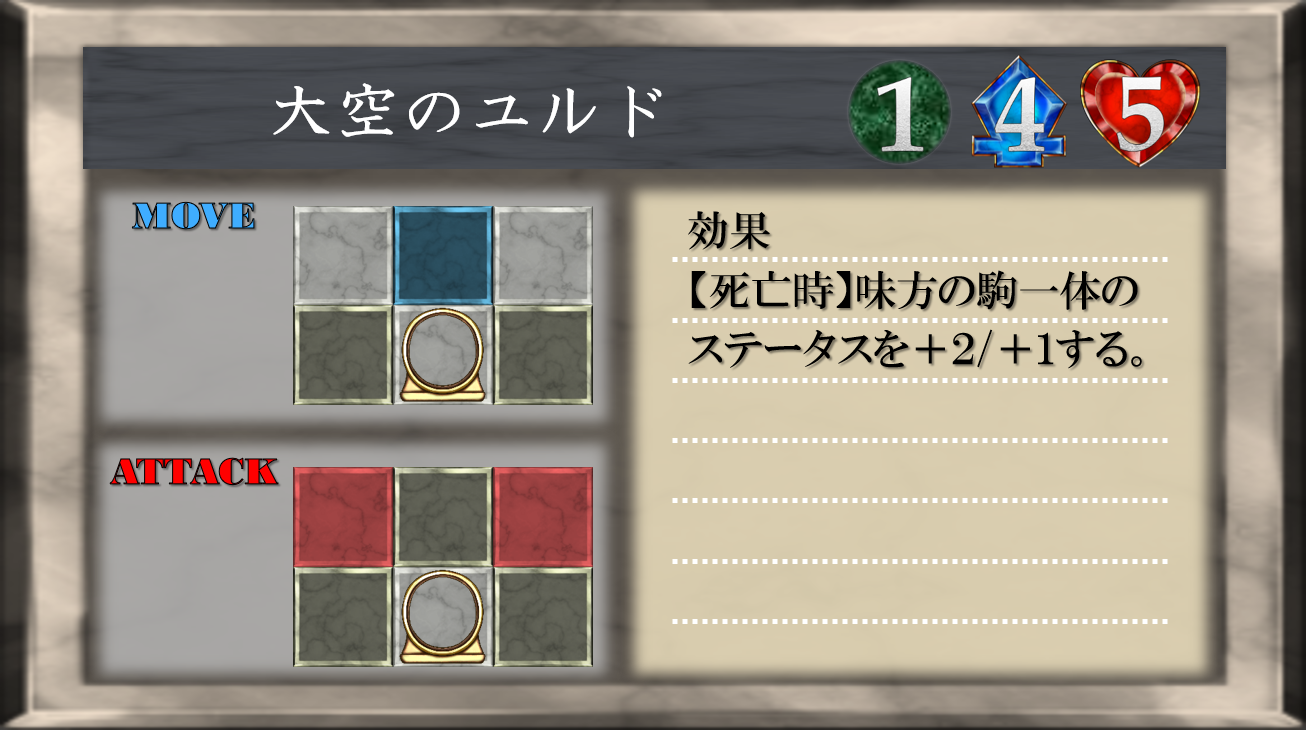 大空のユルド
1 4 5
MOVE
ATTACK
効果
【死亡時】味方の駒一体の
ステータスを＋2/＋1する。